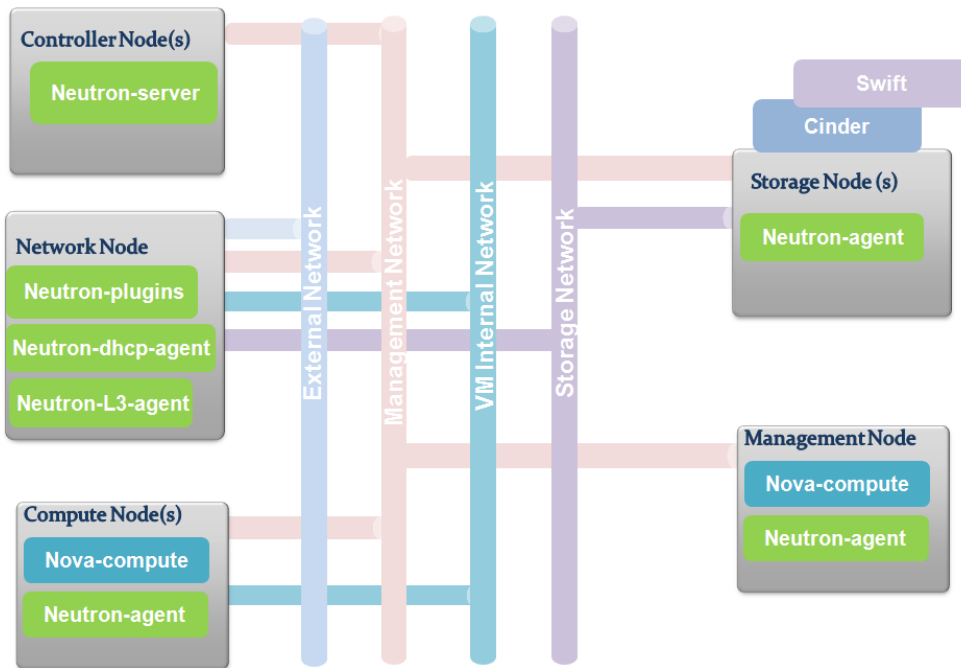 Controller Node(s)
Neutron-server
Network Node
Neutron-plugins
Neutron-dhcp-agent
Neutron-L3-agent
Compute Node(s)
Nova-compute
Neutron-agent
External Network
Management Network
VM Internal Network
Storage Network
Swift
Cinder
Storage Node (s)
Neutron-agent
Management Node
Nova-compute
Neutron-agent